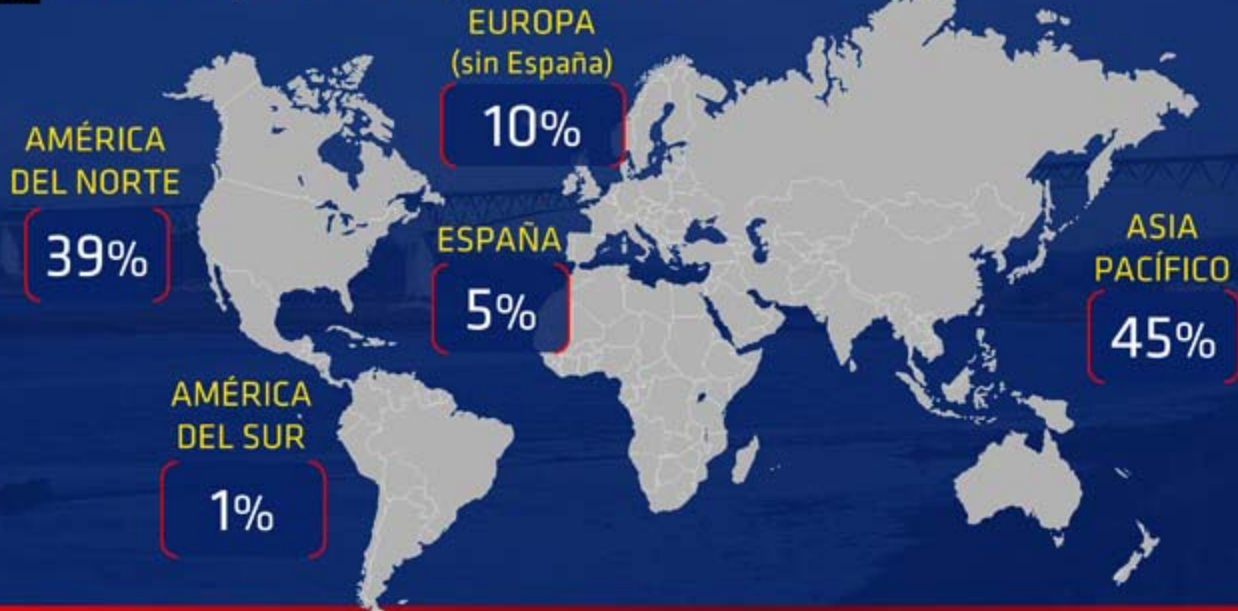 EUROPA
(sin España)
10%
AMÉRICA
DEL NORTE
39%
ESPAÑA
5%
ASIA
PACÍFICO
45%
AMÉRICA
DEL SUR
1%